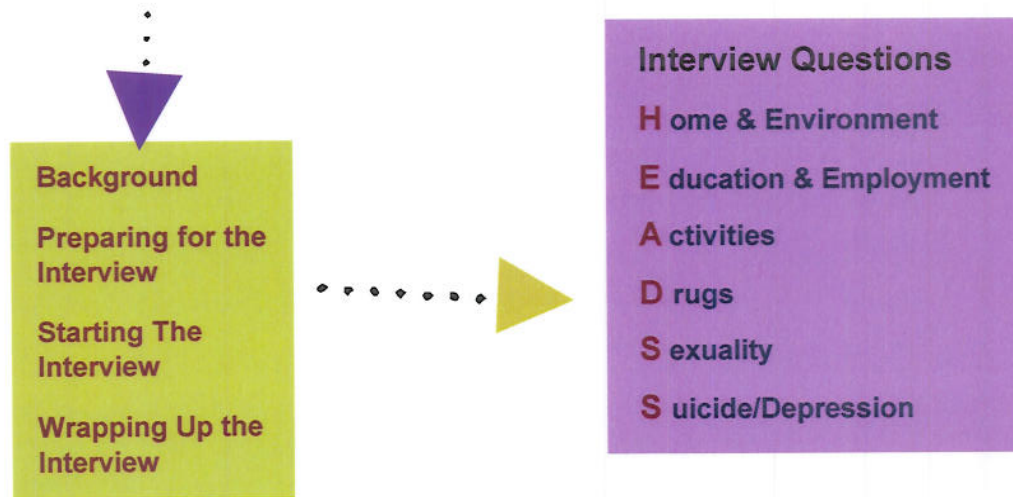 Background
Preparing for the
Interview
Starting The
Interview
Wrapping Up the
Interview
Interview Questions
H ome & Environment
E ducation & Employment
A ctivities
D rugs
S exuality
S uicide/Depression